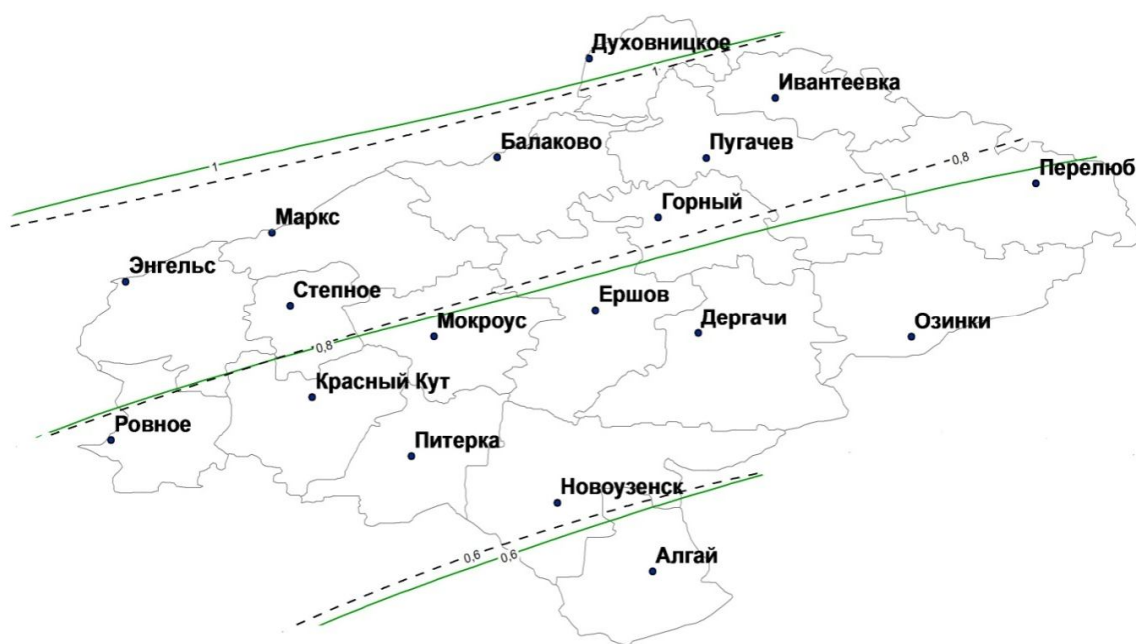 Духовницкое
1
Ивантеевка
Балаково
Пугачев
0,8
1
Перелюб
Маркс
Горный
Энгельс
Степное
Ершов
Мокроус
Дергачи
Озинки
0,8
Красный Кут
Ровное
Питерка
Новоузенск
0,6
0,6
Алгай